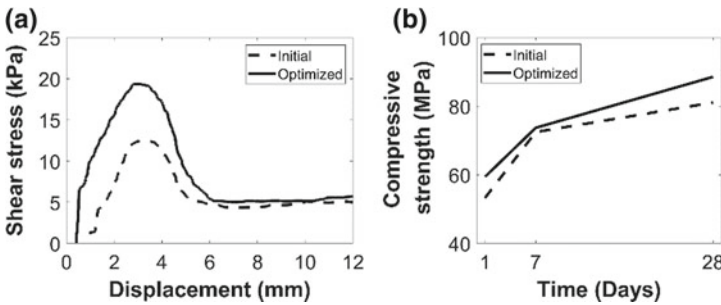 (a)
25
20
15
10
5
0
Shear stress (kPa)
Initial
Optimized
0 2 4 6 8 10 12
Displacement (mm)
(b)
100
80
60
40
Compressive
strength (MPa)
Initial
Optimized
1 7 28
Time (Days)